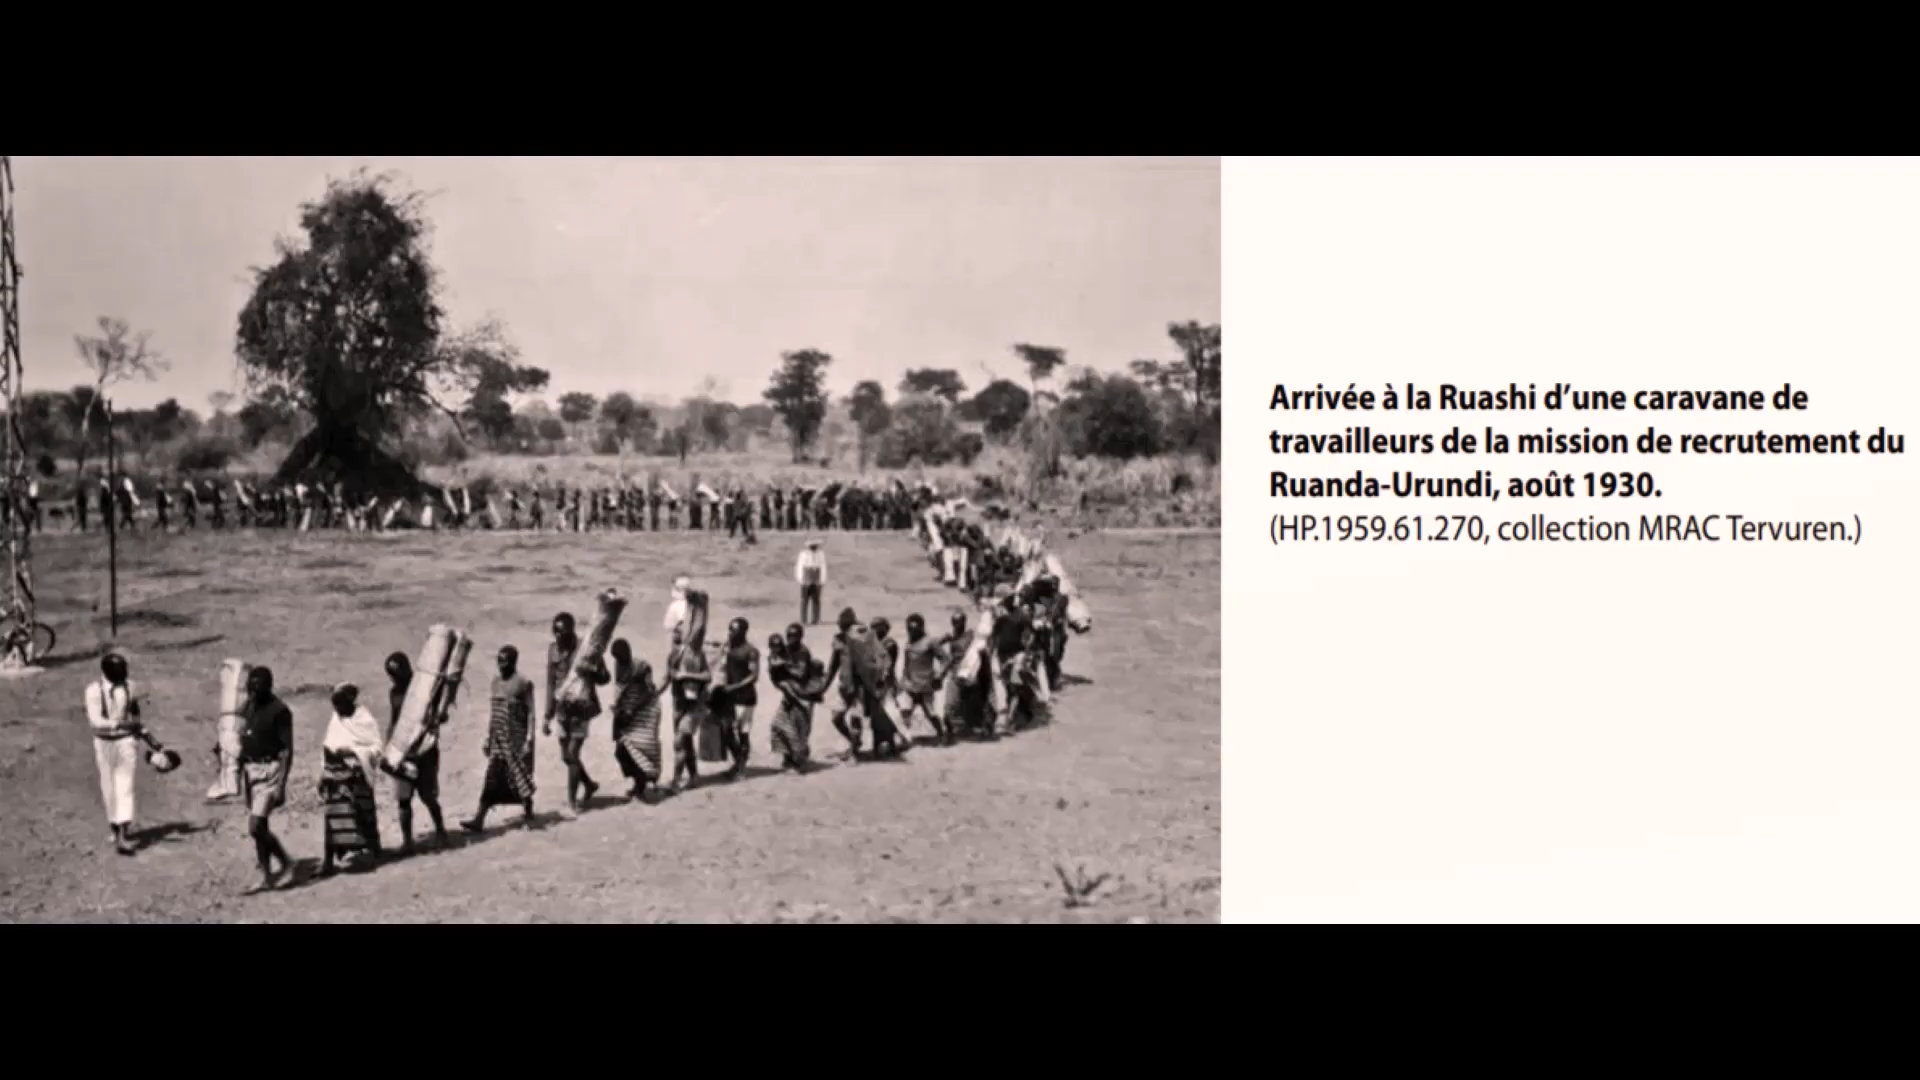 Arrivée à la Ruashi d’une caravane de
travailleurs de la mission de recrutement du
Ruanda-Urundi, août 1930.
(HP.1959.61.270, collection MRAC Tervuren.)